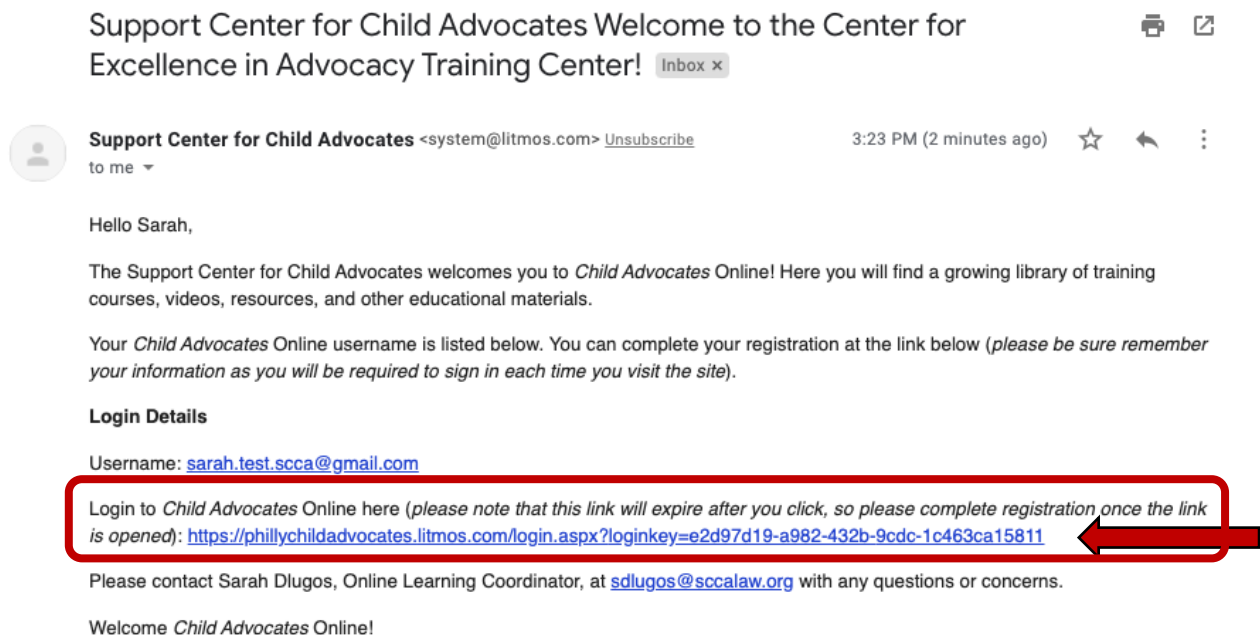 Support Center for Child Advocates Welcome to the Center for
Excellence in Advocacy Training Center! Inbox ×
Support Center for Child Advocates <system@litmos.com> Unsubscribe 3:23 PM (2 minutes ago)
to me
Hello Sarah,
The Support Center for Child Advocates welcomes you to Child Advocates Online! Here you will find a growing library of training
courses, videos, resources, and other educational materials.
Your Child Advocates Online username is listed below. You can complete your registration at the link below (please be sure remember
your information as you will be required to sign in each time you visit the site).
Login Details
Username: sarah.test.scca@gmail.com
Login to Child Advocates Online here (please note that this link will expire after you click, so please complete registration once the link
is opened): https://phillychildadvocates.litmos.com/login.aspx?loginkey=e2d97d19-a982-432b-9cdc-1c463ca15811
Please contact Sarah Dlugos, Online Learning Coordinator, at sdlugos@sccalaw.org with any questions or concerns.
Welcome Child Advocates Online!